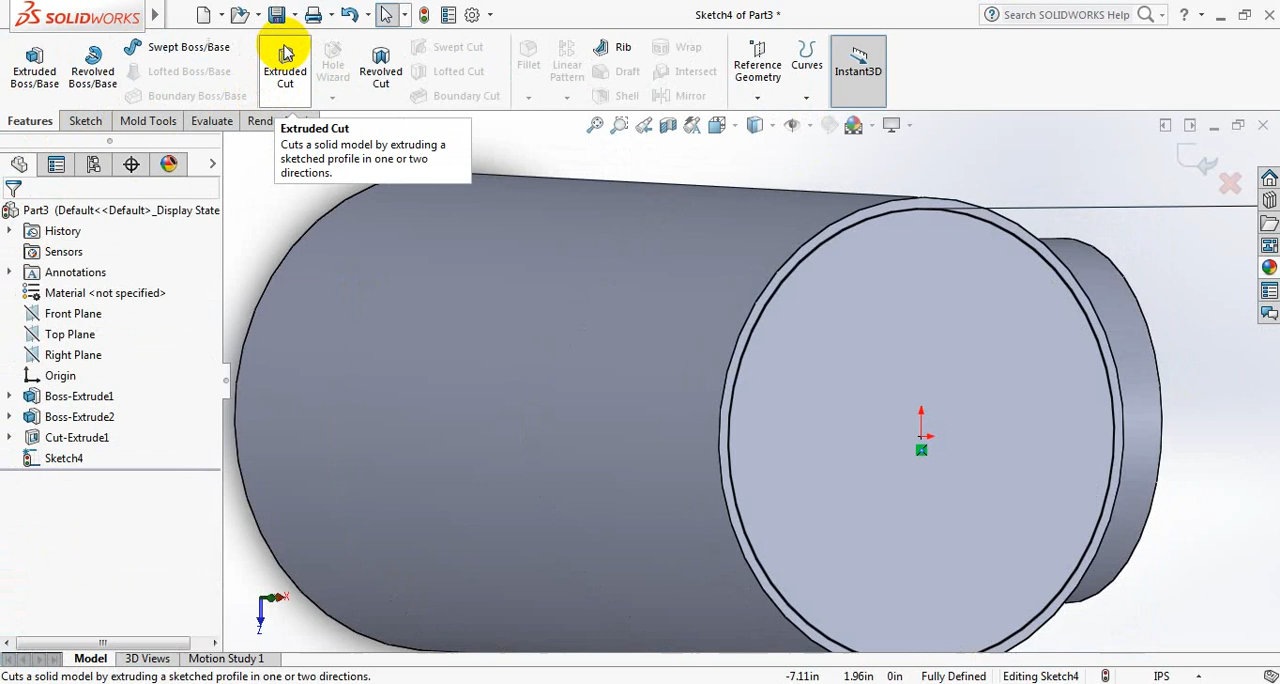 SOLIDWORKS
Sketch4 of Part3 *
Search SOLIDWORKS Help
?
Extruded
Boss/Base
Revolved
Boss/Base
Swept Boss/Base
Lofted Boss/Base
Boundary Boss/Base
Extruded
Cut
Hole
Wizard
Revolved
Cut
Swept Cut
Lofted Cut
Boundary Cut
Fillet
Linear
Pattern
Rib
Draft
Shell
Wrap
Intersect
Mirror
Reference
Geometry
Curves
Instant3D
Features
Sketch
Mold Tools
Evaluate
Rend
Extruded Cut
Cuts a solid model by extruding a
sketched profile in one or two
directions.
Part3 (Default<<Default>_Display State
History
Sensors
Annotations
Material <not specified>
Front Plane
Top Plane
Right Plane
Origin
Boss-Extrude1
Boss-Extrude2
Cut-Extrude1
Sketch4
X
Z
Model
3D Views
Motion Study 1
Cuts a solid model by extruding a sketched profile in one or two directions.
-7.11in
1.96in
0in
Fully Defined
Editing Sketch4
IPS